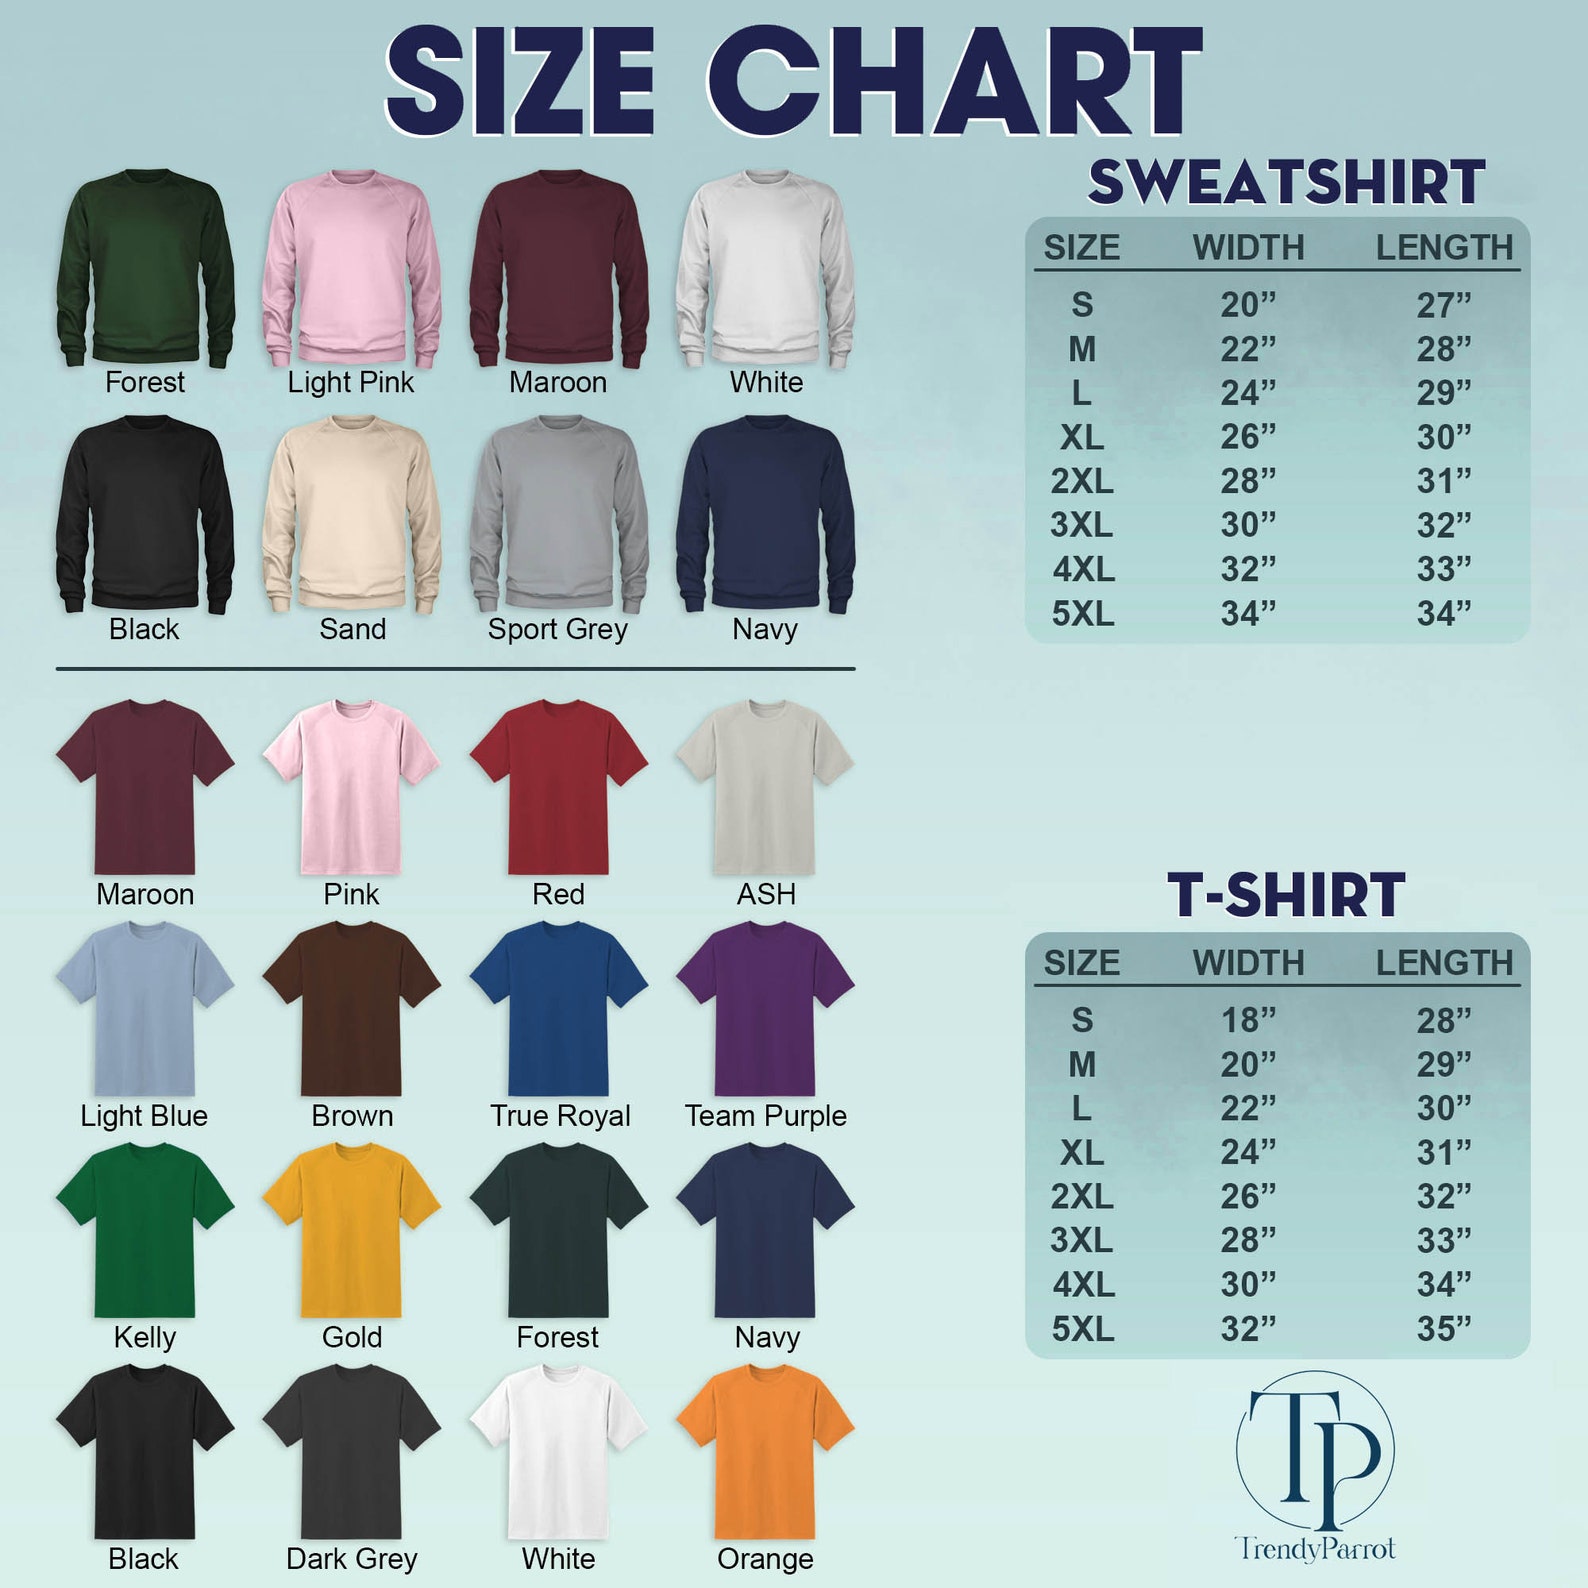 SIZE CHART
Forest Light Pink Maroon White
Black Sand Sport Grey Navy
SWEATSHIRT
SIZE WIDTH LENGTH
S 20” 27”
M 22” 28”
L 24” 29”
XL 26” 30”
2XL 28” 31”
3XL 30” 32”
4XL 32” 33”
5XL 34” 34”
Maroon Pink Red ASH
Light Blue Brown True Royal Team Purple
Kelly Gold Forest Navy
Black Dark Grey White Orange
T-SHIRT
SIZE WIDTH LENGTH
S 18” 28”
M 20” 29”
L 22” 30”
XL 24” 31”
2XL 26” 32”
3XL 28” 33”
4XL 30” 34”
5XL 32” 35”
TP
TrendyParrot